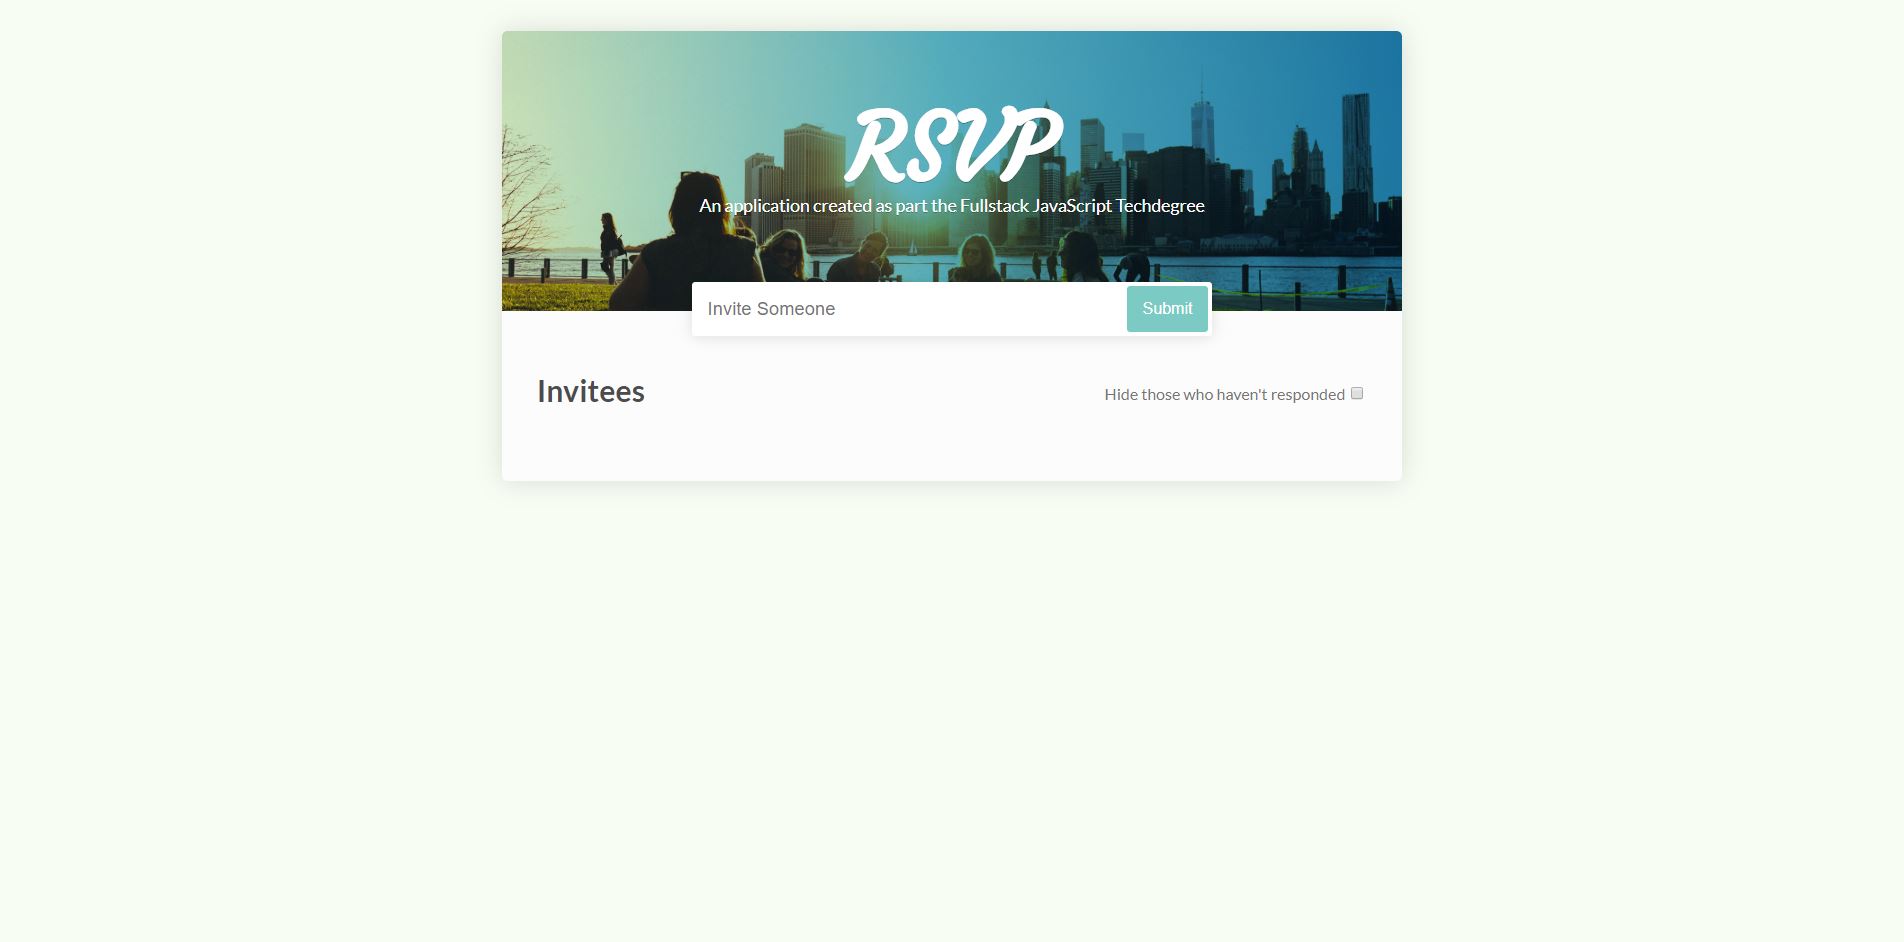 RSVP
An application created as part the Fullstack JavaScript Techdegree
Invite Someone
Submit
Invitees
Hide those who haven't responded